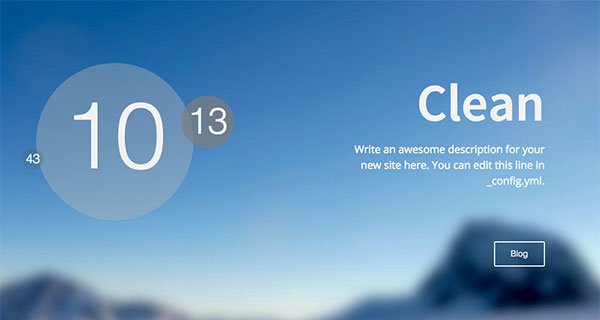 10
13
43
Clean
Write an awesome description for your
new site here. You can edit this line in
_config.yml.
Blog